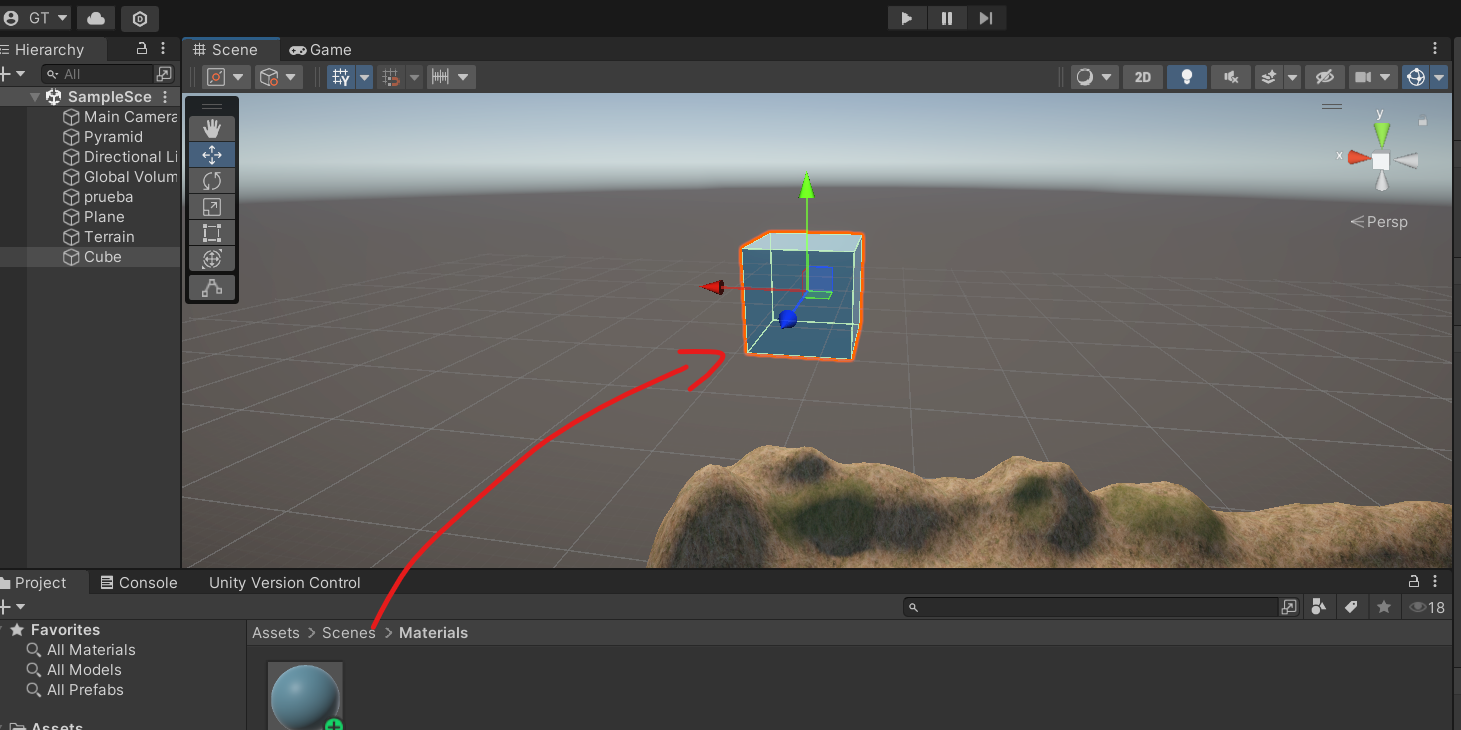 GT
Hierarchy
Scene
Game
All
2D
SampleSce
Main Camera
Pyramid
Directional Li
Global Volum
prueba
Plane
Terrain
Cube
y
x
Persp
Project
Console
Unity Version Control
18
Favorites
All Materials
All Models
All Prefabs
Assets
Assets > Scenes > Materials